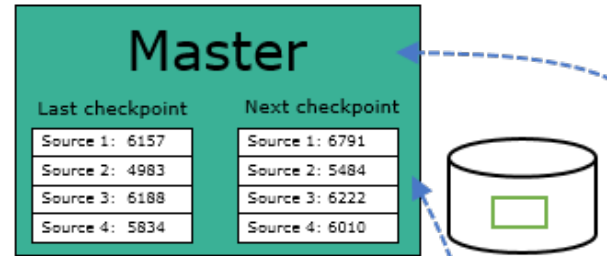 Master
Last checkpoint
Source 1: 6157
Source 2: 4983
Source 3: 6188
Source 4: 5834
Next checkpoint
Source 1: 6791
Source 2: 5484
Source 3: 6222
Source 4: 6010